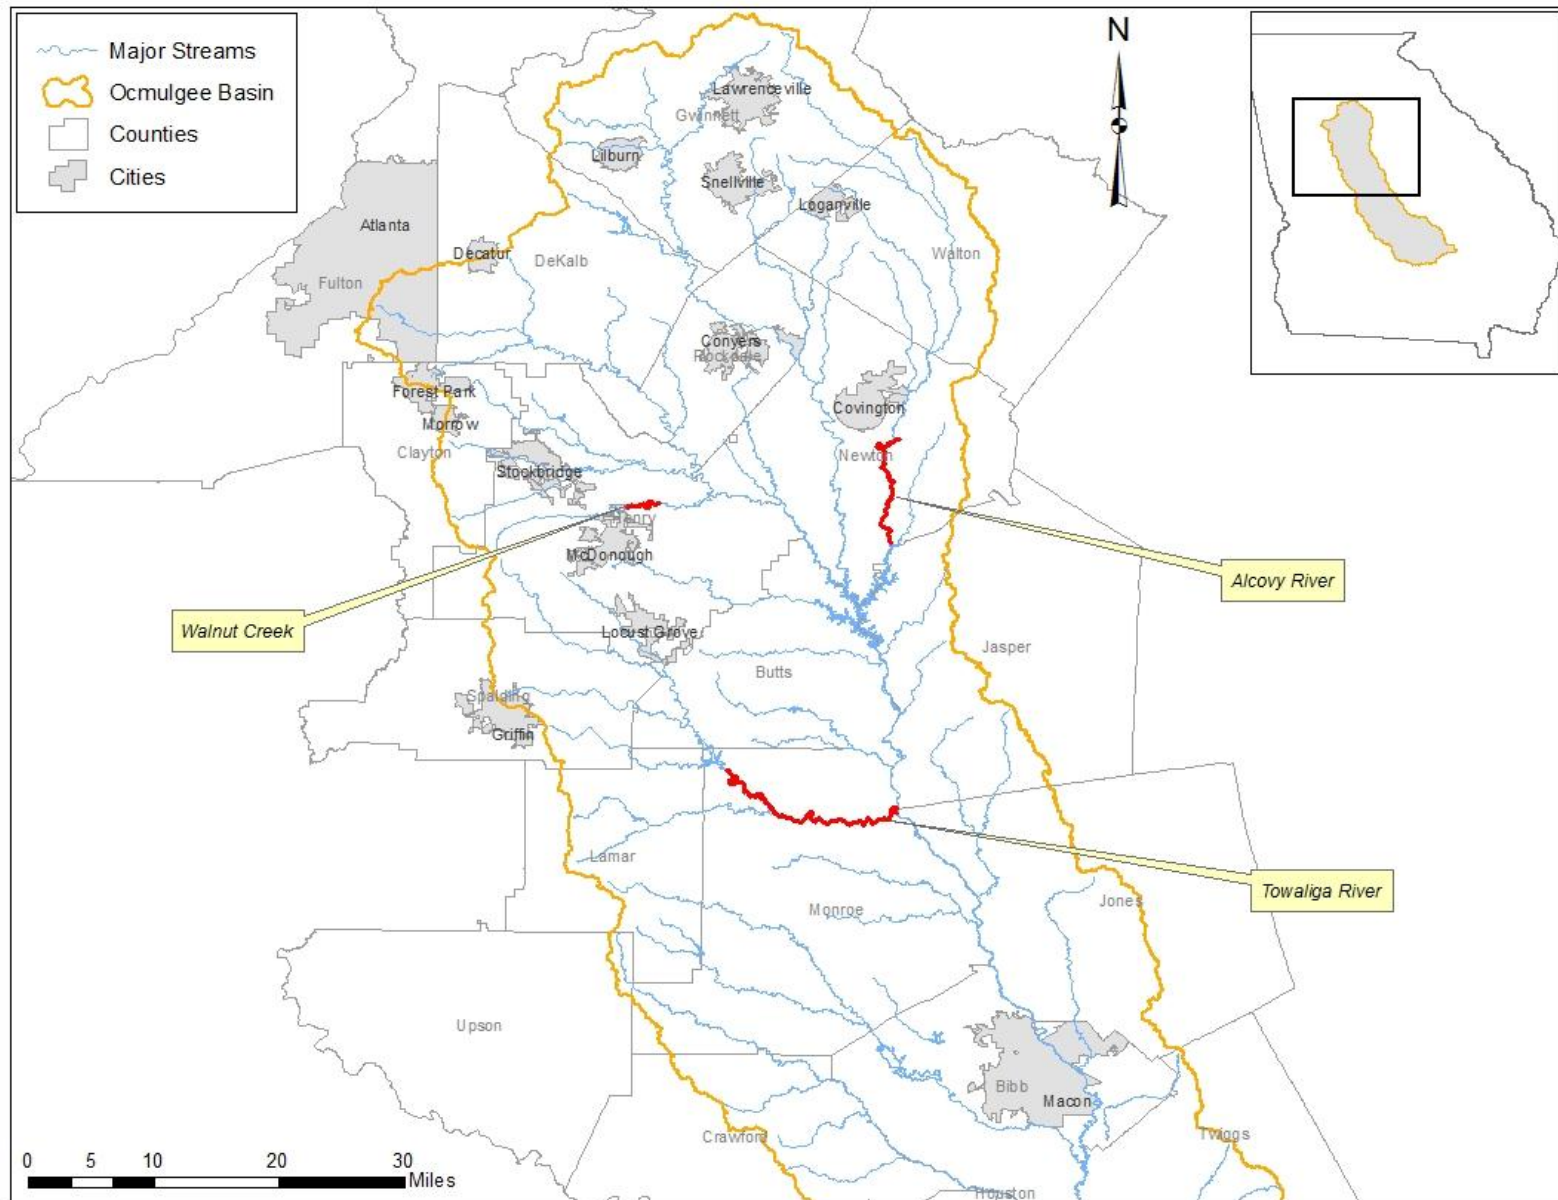 Major Streams
Ocmulgee Basin
Counties
Cities
N
Lawrenceville
Gwinnett
Lilburn
Snellville
Loganville
Atlanta
Decatur
DeKalb
Walton
Fulton
Conyers
Rockdale
Forest Park
Covington
Morrow
Clayton
Newton
Stockbridge
Henry
McDonough
Alcovy River
Walnut Creek
Locust Grove
Jasper
Butts
Spalding
Griffin
Lamar
Towaliga River
Jones
Monroe
Upson
Bibb
Macon
Crawford
Twiggs
0 5 10 20 30
Miles
Houston